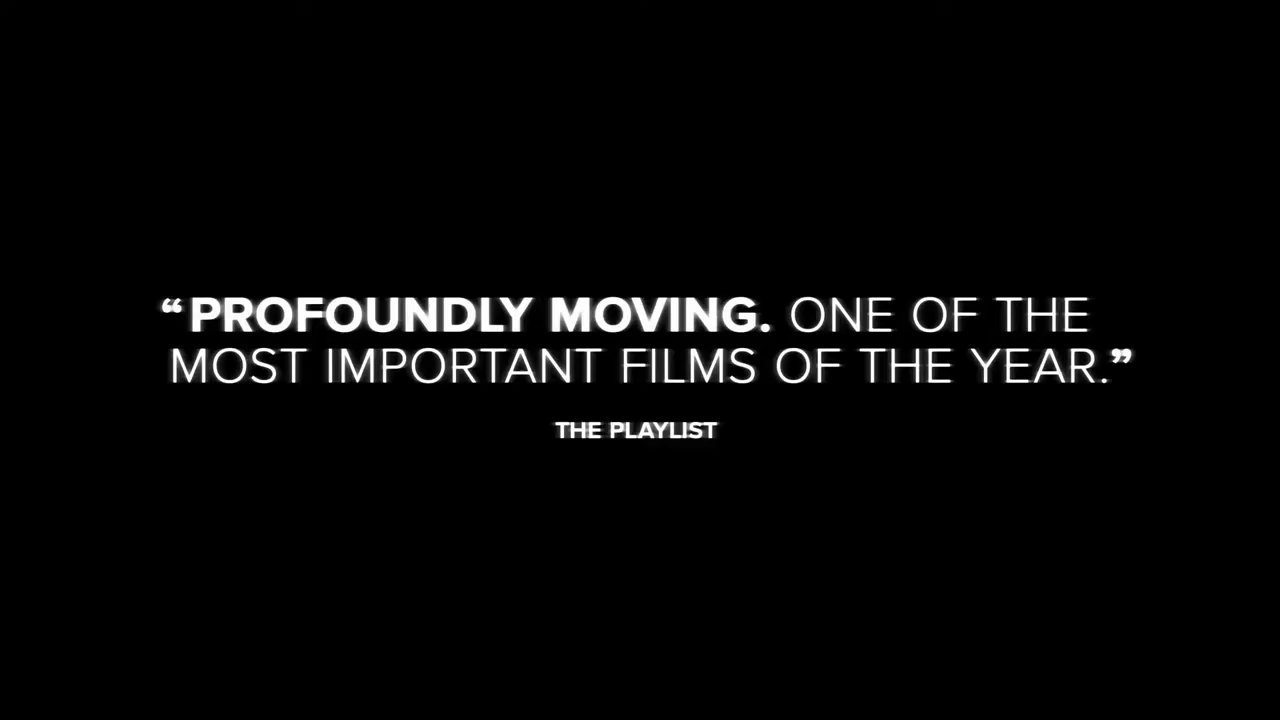 “PROFOUNDLY MOVING. ONE OF THE
MOST IMPORTANT FILMS OF THE YEAR.”
THE PLAYLIST